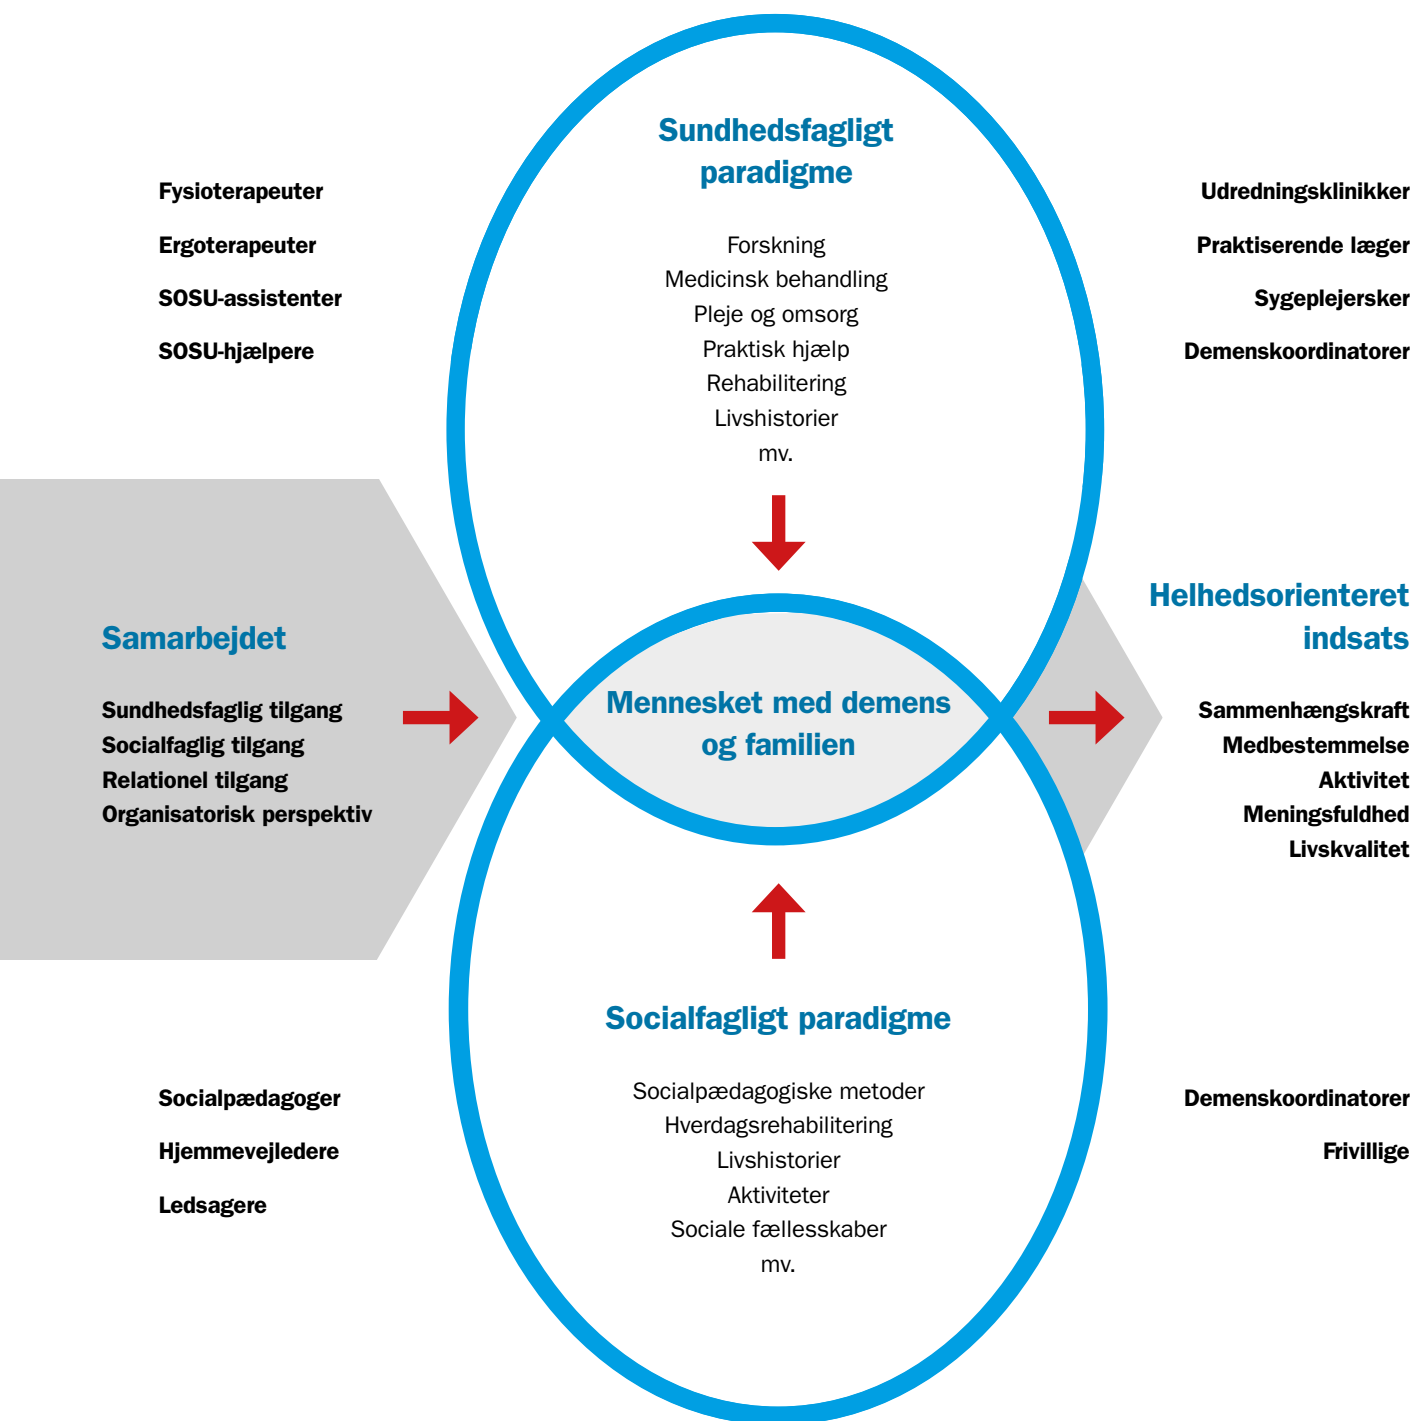 Sundhedsfagligt
paradigme
Forskning
Medicinsk behandling
Pleje og omsorg
Praktisk hjælp
Rehabilitering
Livshistorier
mv.
Fysioterapeuter
Ergoterapeuter
SOSU-assistenter
SOSU-hjælpere
Udredningsklinikker
Praktiserende læger
Sygeplejersker
Demenskoordinatorer
Samarbejdet
Sundhedsfaglig tilgang
Socialfaglig tilgang
Relationel tilgang
Organisatorisk perspektiv
Mennesket med demens
og familien
Helhedsorienteret
indsats
Sammenhængskraft
Medbestemmelse
Aktivitet
Meningsfuldhed
Livskvalitet
Socialfagligt paradigme
Socialpædagogiske metoder
Hverdagsrehabilitering
Livshistorier
Aktiviteter
Sociale fællesskaber
mv.
Socialpædagoger
Hjemmevejledere
Ledsagere
Demenskoordinatorer
Frivillige